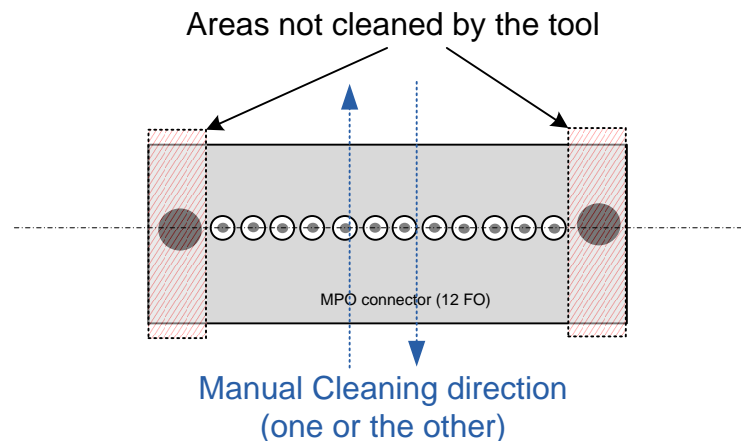 Areas not cleaned by the tool
MPO connector (12 FO)
Manual Cleaning direction
(one or the other)